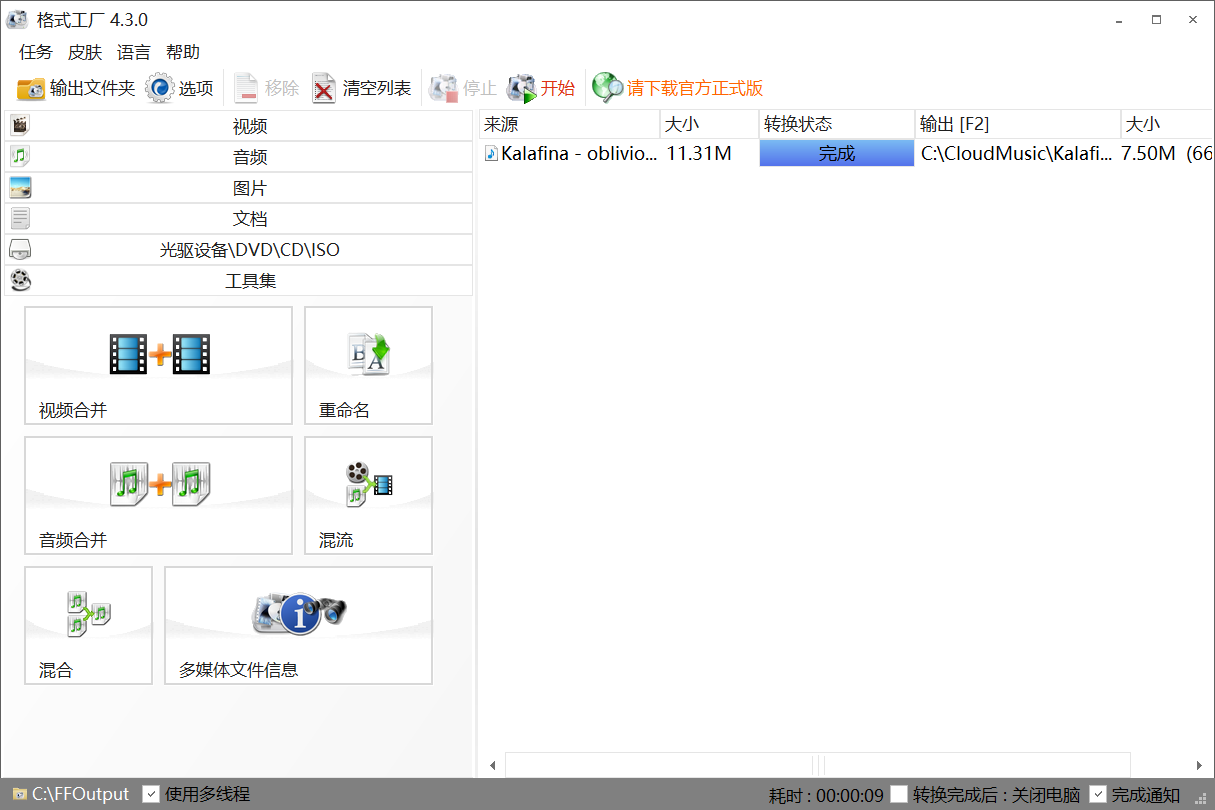 格式工厂 4.3.0
任务 皮肤 语言 帮助
输出文件夹 选项 移除 清空列表 停止 开始 请下载官方正式版
视频
音频
图片
文档
光驱设备\DVD\CD\ISO
工具集
视频合并 重命名
音频合并 混流
混合 多媒体文件信息
来源 大小 转换状态 输出 [F2] 大小
Kalafina - oblivio... 11.31M 完成 C:\CloudMusic\Kalafi... 7.50M (66
C:\FFOutput 使用多线程 耗时 : 00:00:09 转换完成后 : 关闭电脑 完成通知